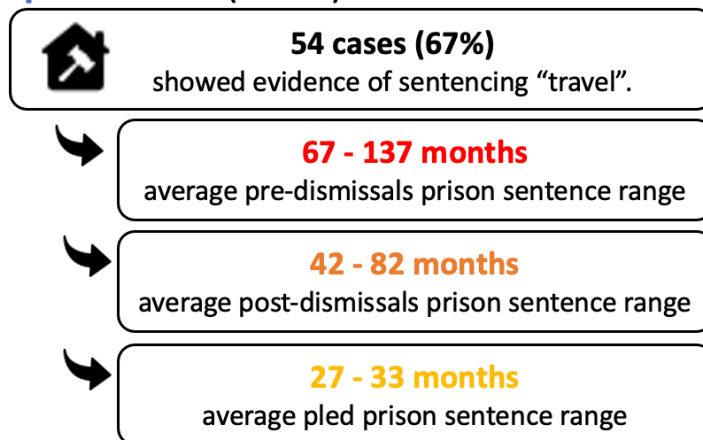 54 cases (67%)
showed evidence of sentencing “travel”.
67 - 137 months
average pre-dismissals prison sentence range
42 - 82 months
average post-dismissals prison sentence range
27 - 33 months
average pled prison sentence range